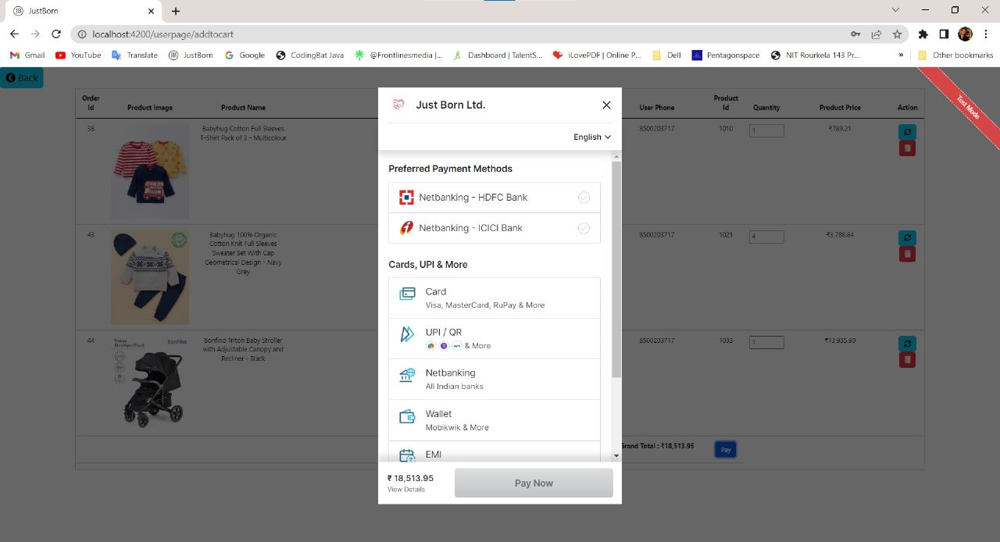 JustBorn
localhost:4200/userpage/addtocart
Gmail YouTube Translate JustBorn Google CodingBat Java @Frontlinesmedia |... Dashboard | TalentS... iLovePDF | Online P... Dell Pentagonspace NIT Rourkela 143 Pr... » Other bookmarks
Back
Test Mode
Order Id Product Image Product Name User Phone Product Id Quantity Product Price Action
38 Babyhug Cotton Full Sleeves
T-Shirt Pack of 3 - Multicolour
8500203717 1010 1 ₹789.21
43 Babyhug 100% Organic
Cotton Knit Full Sleeves
Sweater Set With Cap
Geometrical Design - Navy
Grey
8500203717 1021 4 ₹3,788.84
44 Bonfino Triton Baby Stroller
with Adjustable Canopy and
Recliner - Black
Triton
Stroller-Black
BonFino
8500203717 1033 1 ₹13,935.90
Grand Total : ₹18,513.95 Pay
Just Born Ltd.
English
Preferred Payment Methods
Netbanking - HDFC Bank
Netbanking - ICICI Bank
Cards, UPI & More
Card
Visa, MasterCard, RuPay & More
UPI / QR
& More
Netbanking
All Indian banks
Wallet
Mobikwik & More
EMI
₹ 18,513.95
View Details
Pay Now